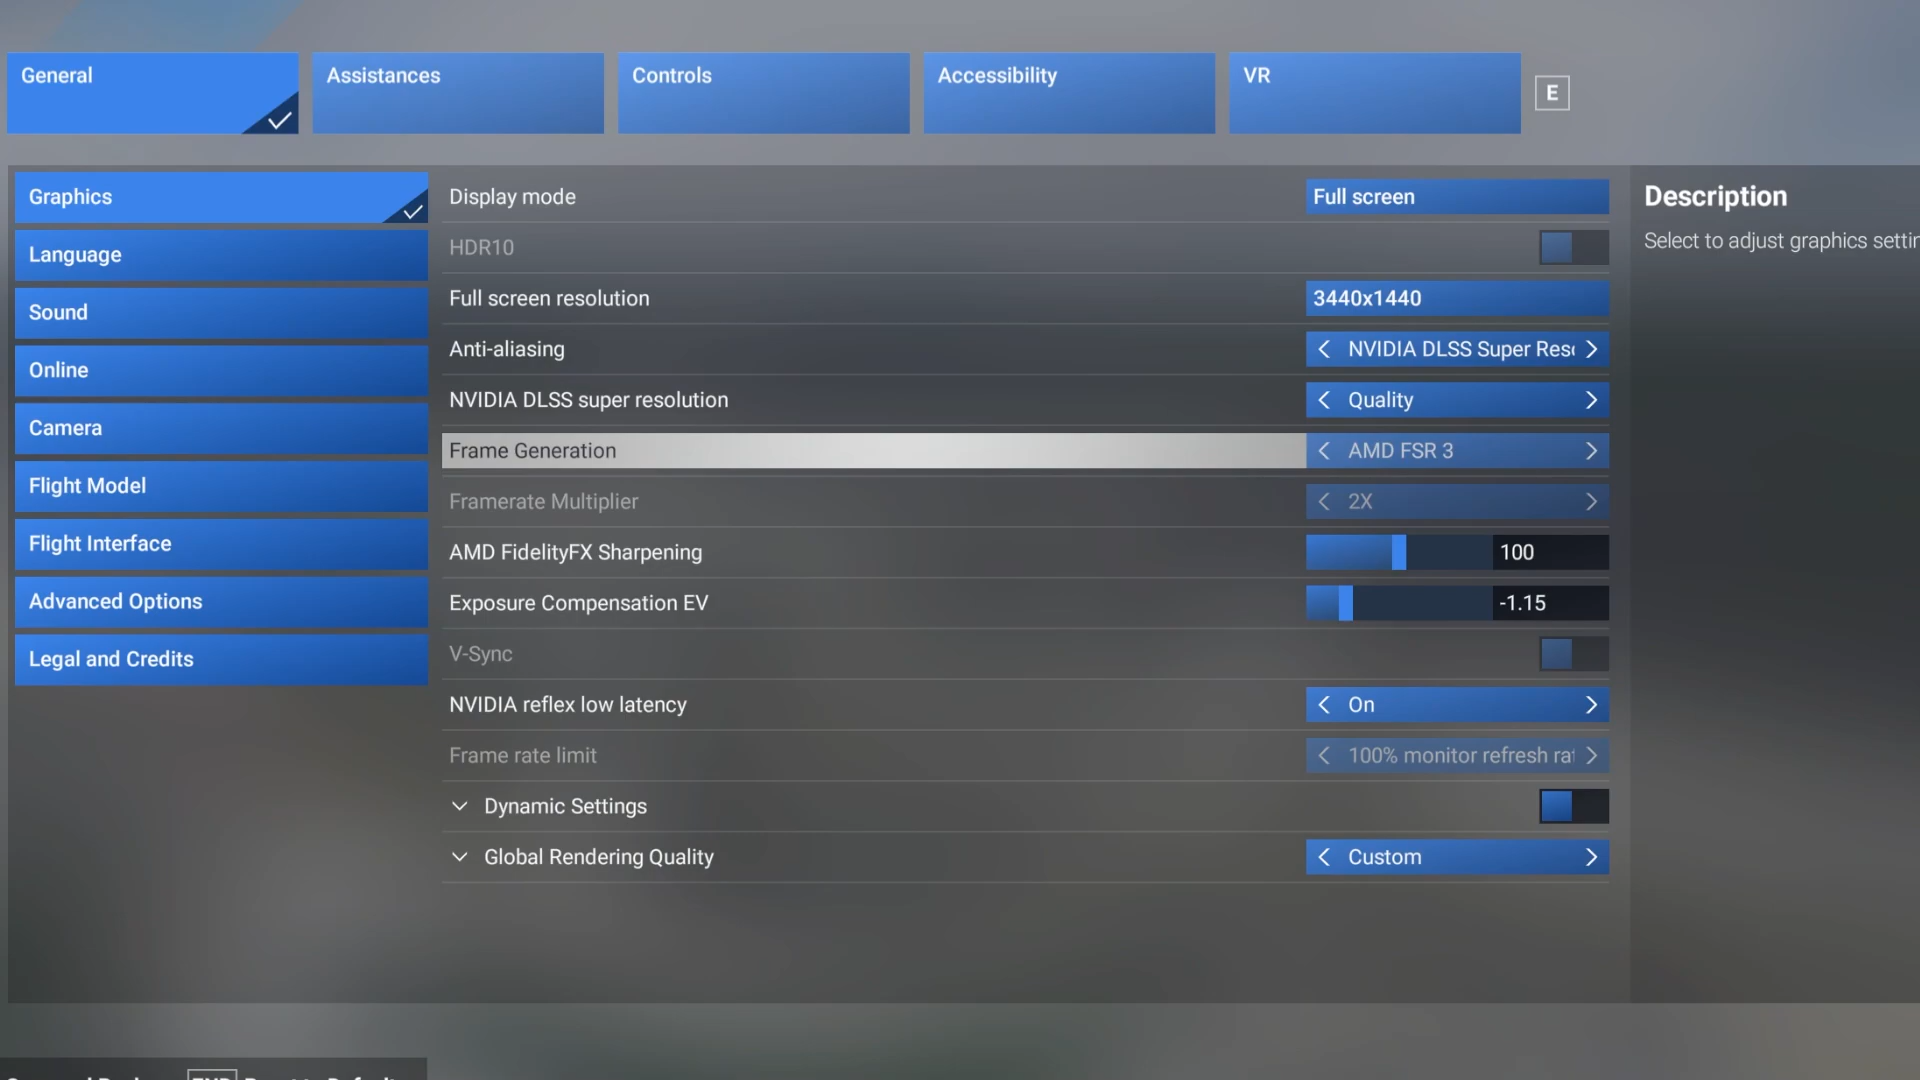 General
Assistances
Controls
Accessibility
VR
E
Graphics
Language
Sound
Online
Camera
Flight Model
Flight Interface
Advanced Options
Legal and Credits
Display mode Full screen
HDR10
Full screen resolution 3440x1440
Anti-aliasing NVIDIA DLSS Super
NVIDIA DLSS super resolution Quality
Frame Generation AMD FSR 3
Framerate Multiplier 2X
AMD FidelityFX Sharpening 100
Exposure Compensation EV -1.15
V-Sync
NVIDIA reflex low latency On
Frame rate limit 100% monitor refresh
Dynamic Settings
Global Rendering Quality Custom
Description
Select to adjust graphics